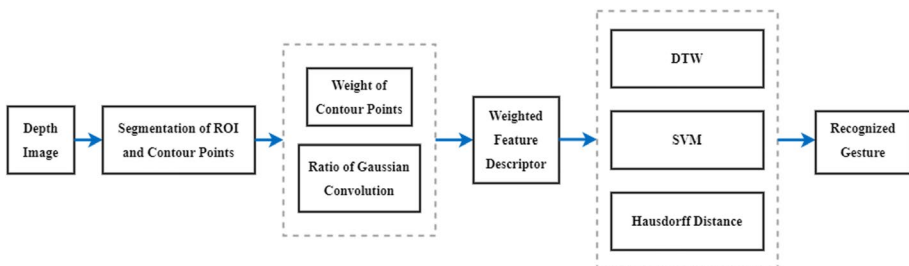 Depth
Image
Segmentation of ROI
and Contour Points
Weight of
Contour Points
Ratio of Gaussian
Convolution
Weighted
Feature
Descriptor
DTW
SVM
Hausdorff Distance
Recognized
Gesture